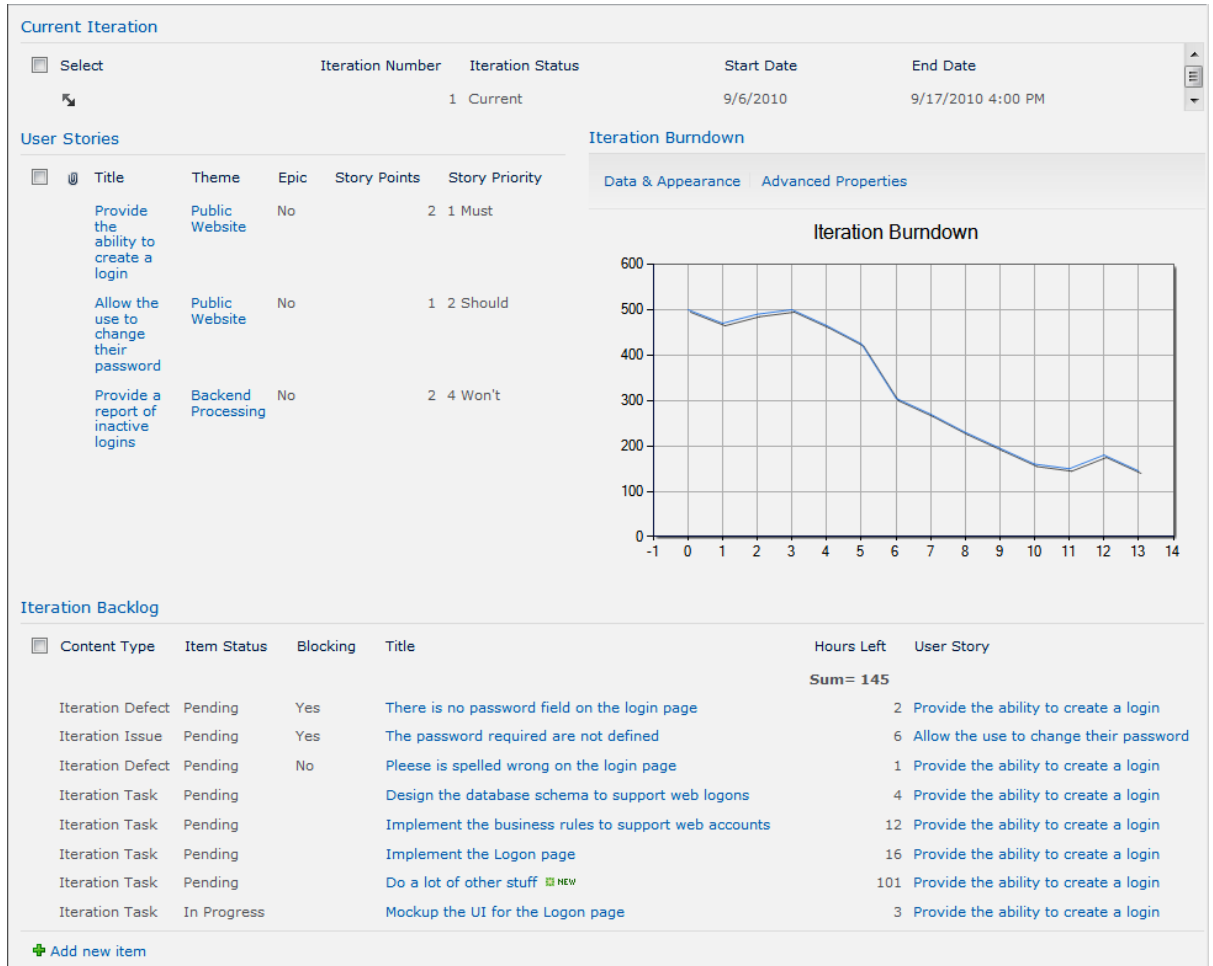 Current Iteration
Select Iteration Number Iteration Status Start Date End Date
1 Current 9/6/2010 9/17/2010 4:00 PM
User Stories
Title Theme Epic Story Points Story Priority
Provide the ability to create a login Public Website No 2 1 Must
Allow the use to change their password Public Website No 1 2 Should
Provide a report of inactive logins Backend Processing No 2 4 Won't
Iteration Burndown
Data & Appearance Advanced Properties
Iteration Burndown
600
500
400
300
200
100
0
-1 0 1 2 3 4 5 6 7 8 9 10 11 12 13 14
Iteration Backlog
Content Type Item Status Blocking Title Hours Left User Story
Sum= 145
Iteration Defect Pending Yes There is no password field on the login page 2 Provide the ability to create a login
Iteration Issue Pending Yes The password required are not defined 6 Allow the use to change their password
Iteration Defect Pending No Pleese is spelled wrong on the login page 1 Provide the ability to create a login
Iteration Task Pending Design the database schema to support web logons 4 Provide the ability to create a login
Iteration Task Pending Implement the business rules to support web accounts 12 Provide the ability to create a login
Iteration Task Pending Implement the Logon page 16 Provide the ability to create a login
Iteration Task Pending Do a lot of other stuff NEW 101 Provide the ability to create a login
Iteration Task In Progress Mockup the UI for the Logon page 3 Provide the ability to create a login
Add new item